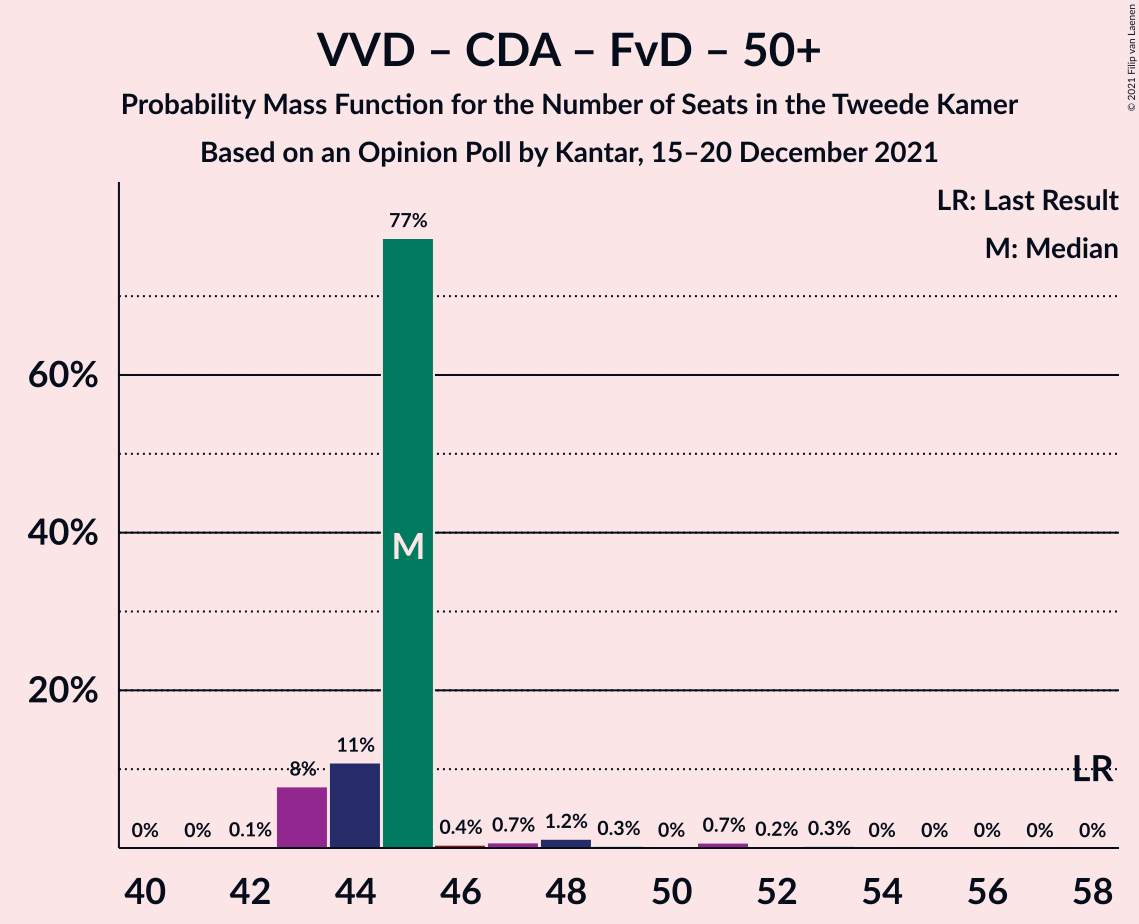 VVD – CDA – FvD – 50+
Probability Mass Function for the Number of Seats in the Tweede Kamer
Based on an Opinion Poll by Kantar, 15–20 December 2021
© 2021 Filip van Laenen
LR: Last Result
M: Median
77%
60%
40%
M
20%
11%
8%
LR
0% 0% 0.1% 0.4% 0.7% 1.2% 0.3% 0% 0.7% 0.2% 0.3% 0% 0% 0% 0% 0%
40 42 44 46 48 50 52 54 56 58